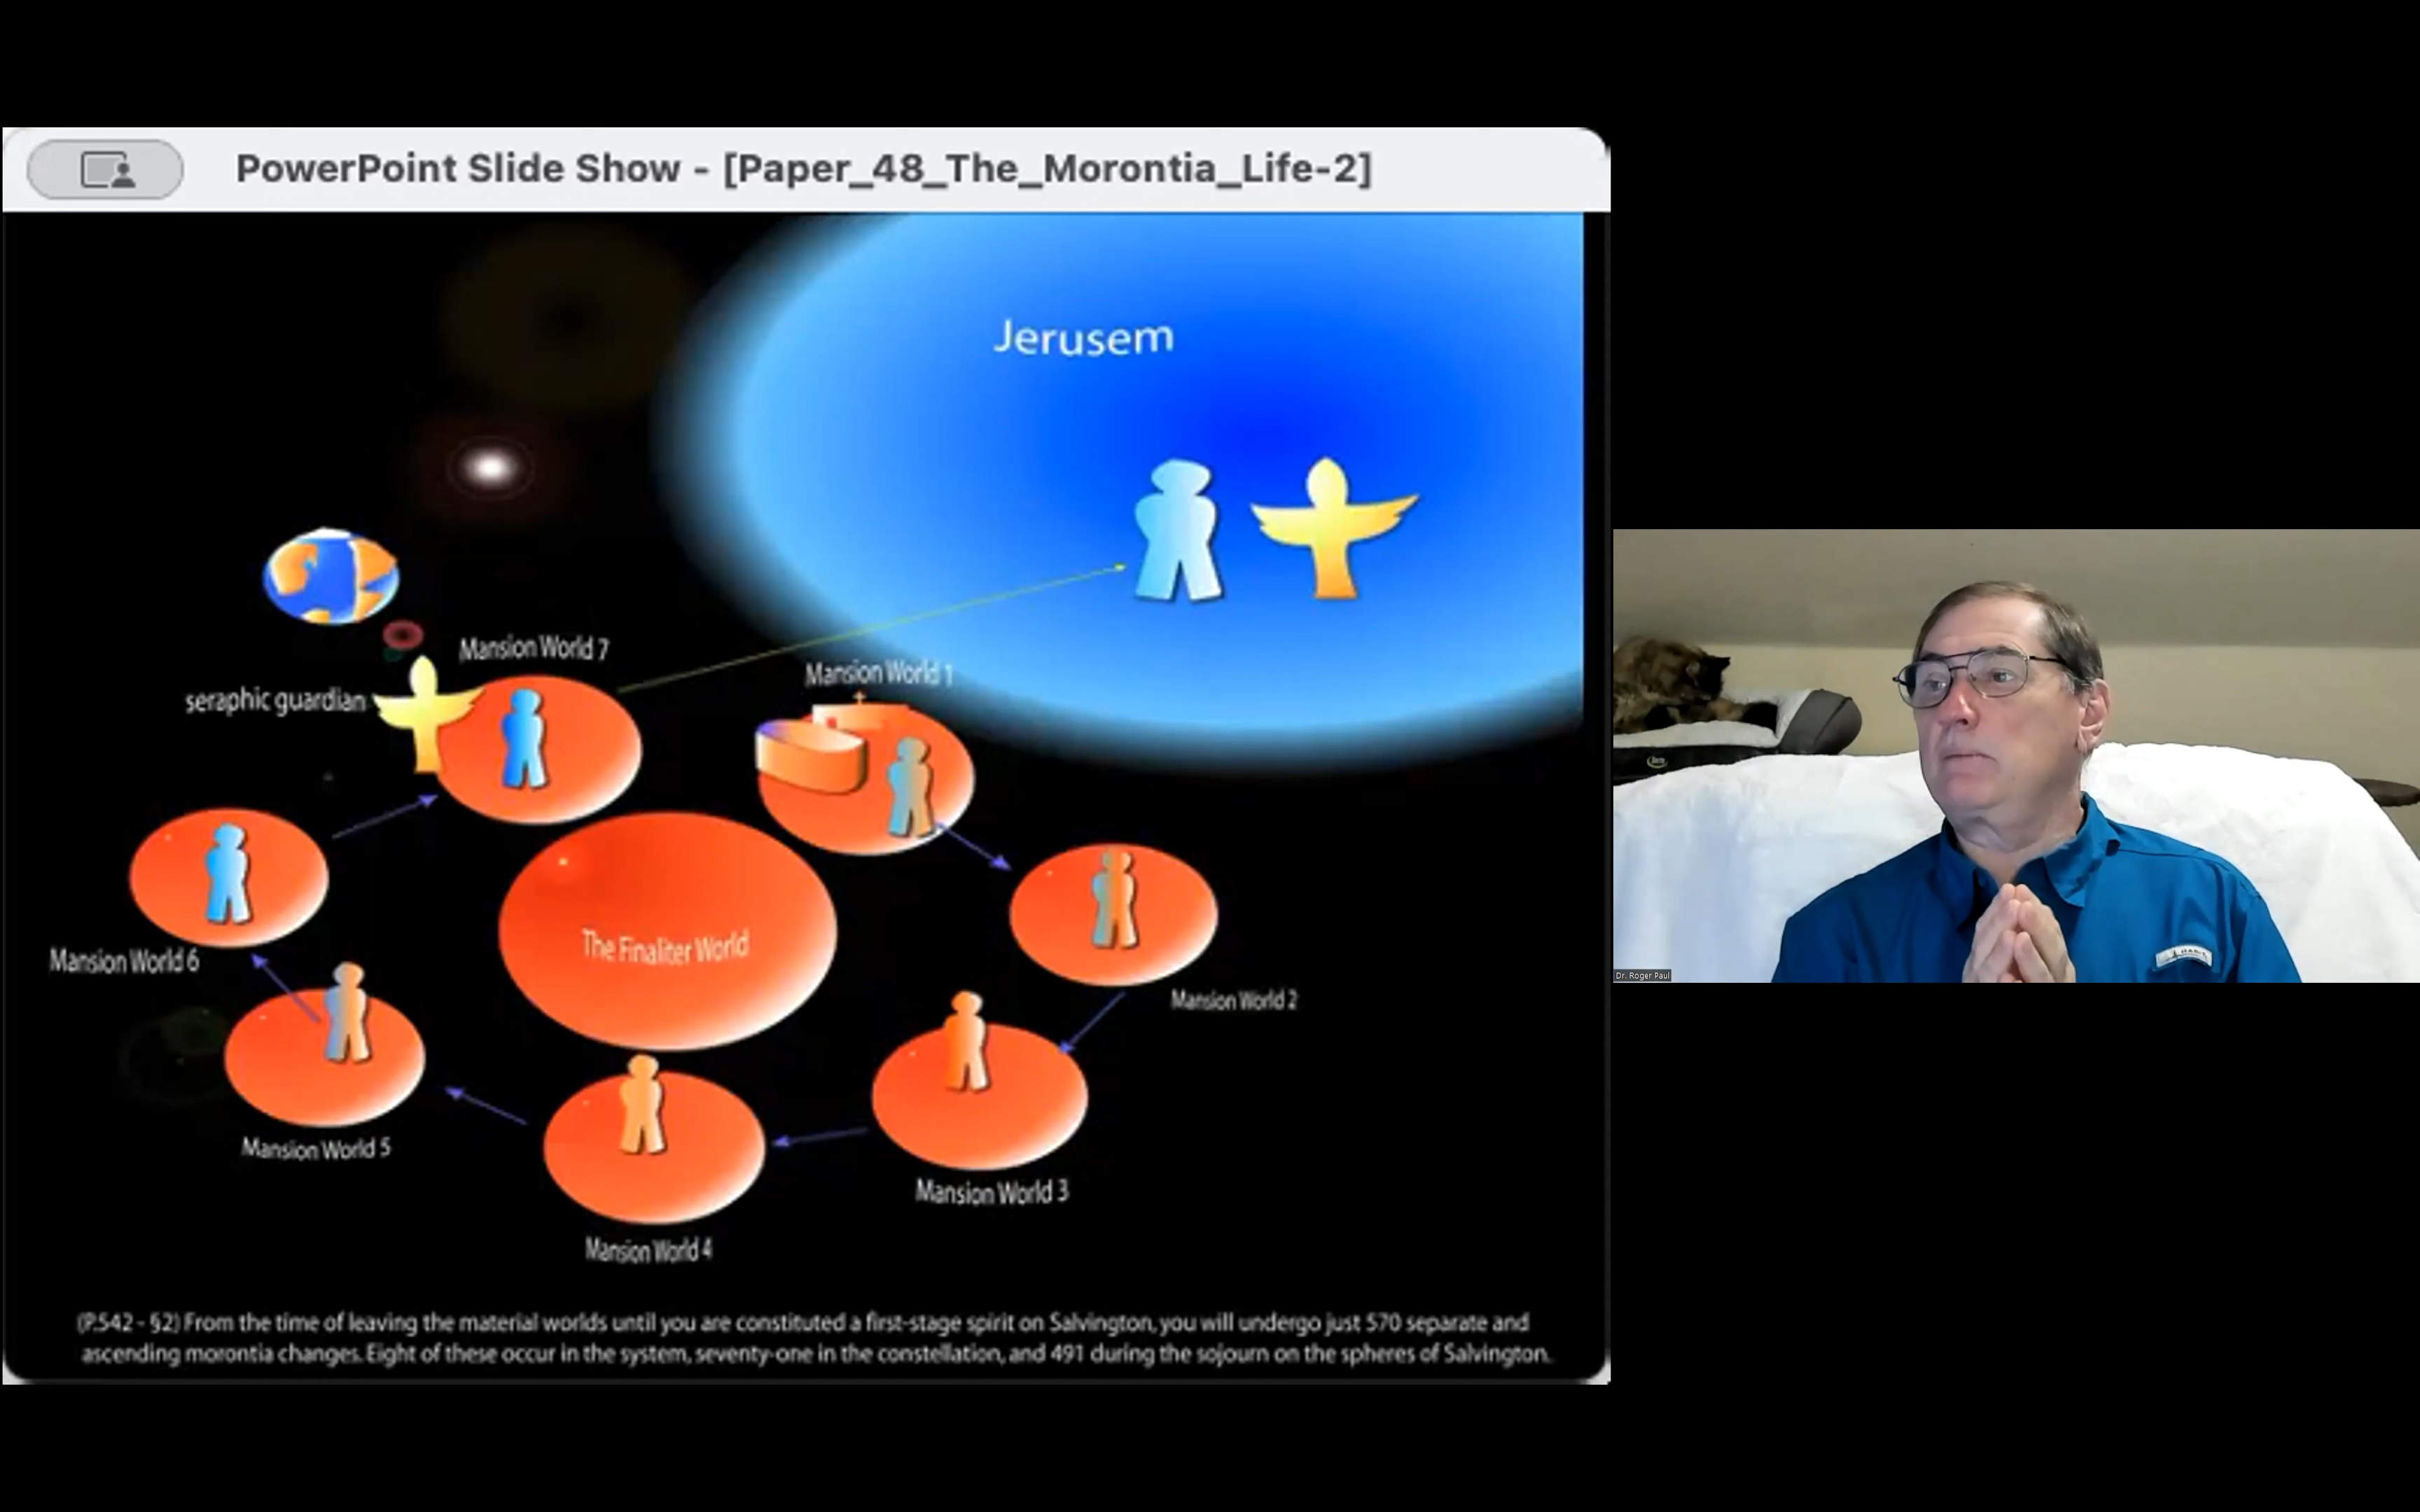 PowerPoint Slide Show - [Paper_48_The_Morontia_Life-2]
Jerusem
Mansion World 7
Mansion World 1
seraphic guardian
The Finaliter World
Mansion World 6
Mansion World 2
Mansion World 5
Mansion World 3
Mansion World 4
(P.542 - §2) From the time of leaving the material worlds until you are constituted a first-stage spirit on Salvington, you will undergo just 570 separate and
ascending morontia changes. Eight of these occur in the system, seventy-one in the constellation, and 491 during the sojourn on the spheres of Salvington.
Dr. Roger Paul